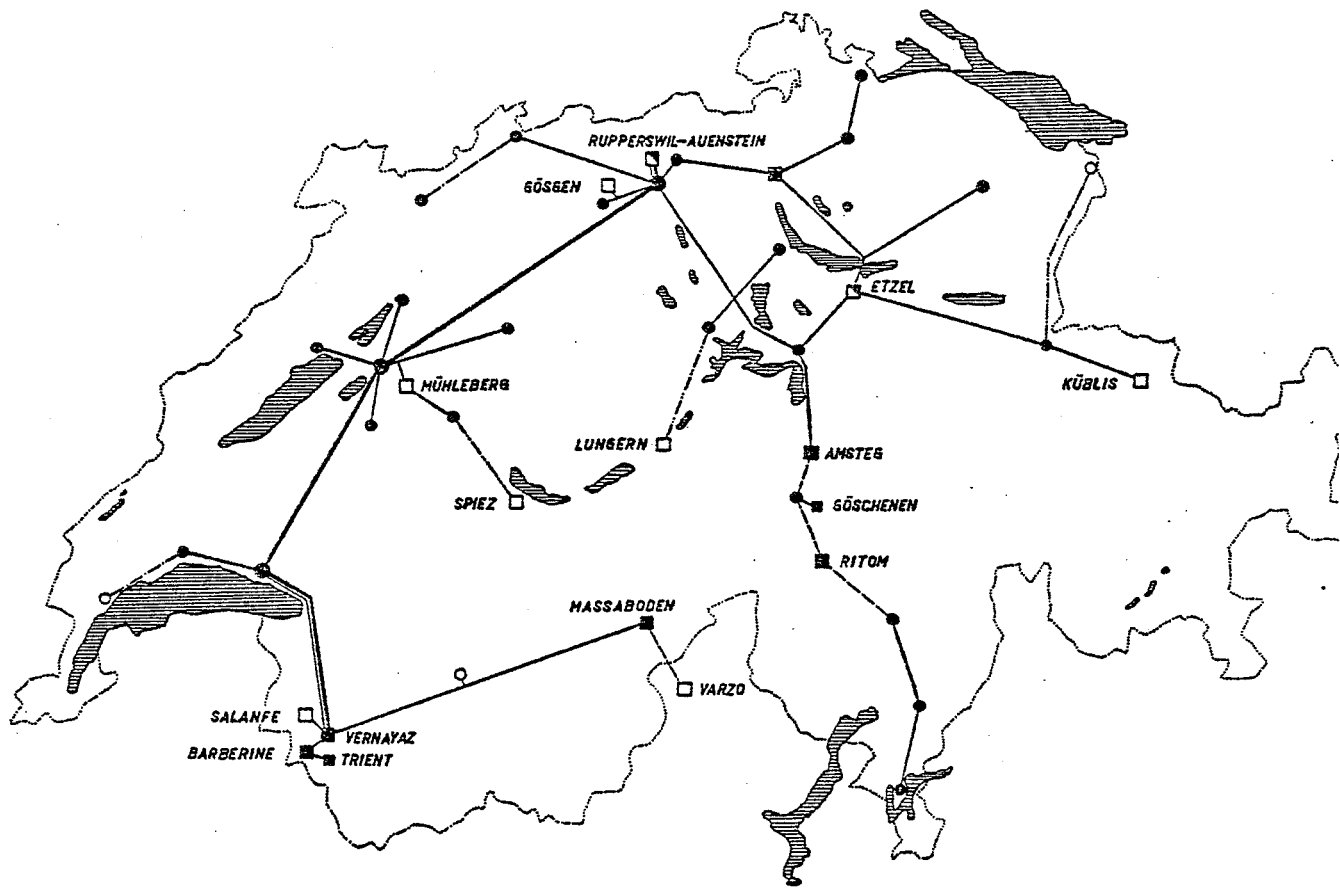 RUPPERSWIL-AUENSTEIN
GÖSGEN
ETZEL
MÜHLEBERG
KÜBLIS
LUNGERN
AMSTEG
SPIEZ
GÖSCHENEN
RITOM
MASSABODEN
VARZO
SALANFE
VERNAYAZ
BARBERINE
TRIENT